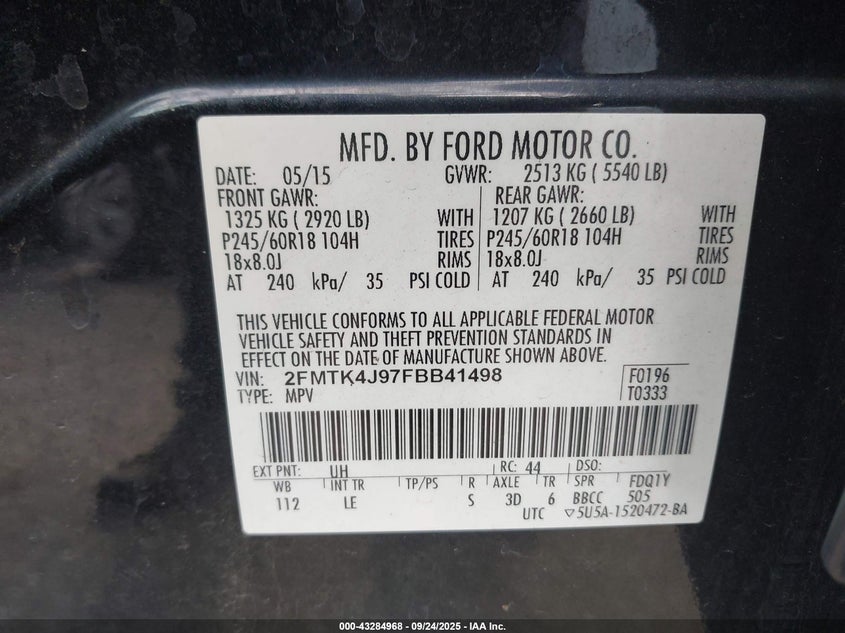 MFD. BY FORD MOTOR CO.
DATE: 05/15 GVWR: 2513 KG ( 5540 LB)
FRONT GAWR: REAR GAWR:
1325 KG ( 2920 LB) WITH 1207 KG ( 2660 LB) WITH
P245/60R18 104H TIRES P245/60R18 104H TIRES
18x8.0J RIMS 18x8.0J RIMS
AT 240 kPa/ 35 PSI COLD AT 240 kPa/ 35 PSI COLD
THIS VEHICLE CONFORMS TO ALL APPLICABLE FEDERAL MOTOR
VEHICLE SAFETY AND THEFT PREVENTION STANDARDS IN
EFFECT ON THE DATE OF MANUFACTURE SHOWN ABOVE.
VIN: 2FMTK4J97FBB41498 F0196
TYPE: MPV T0333
EXT PNT: UH RC: 44 DSO:
WB INT TR TP/PS R AXLE TR SPR FDQ1Y
112 LE S 3D 6 BBCC 505
UTC ▽5U5A-1520472-BA
000-43284968 - 09/24/2025 - IAA Inc.